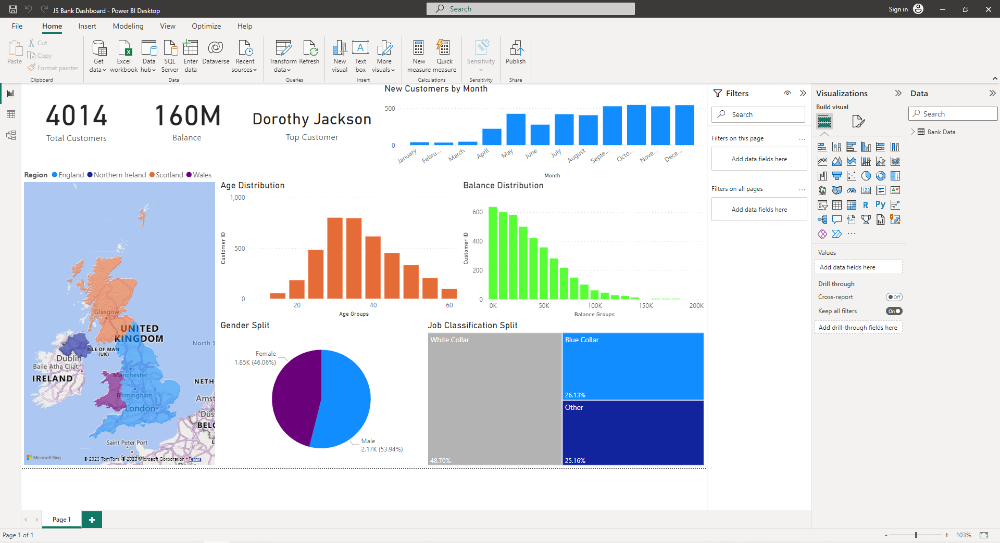 JS Bank Dashboard - Power BI Desktop
Search
Sign in
File Home Insert Modeling View Optimize Help
Paste
Cut
Copy
Format painter
Clipboard
Get data
Excel workbook
Data hub
SQL Server
Enter data
Dataverse
Recent sources
Data
Transform data
Refresh
Queries
New visual
Text box
More visuals
Insert
New measure
Quick measure
Calculations
Sensitivity
Sensitivity
Publish
Share
4014
Total Customers
160M
Balance
Dorothy Jackson
Top Customer
New Customers by Month
500
0
January Febru... March April May June July August Septe... Octo... Nove... Dece...
Month
Region England Northern Ireland Scotland Wales
Glasgow
UNITED
KINGDOM
North S
ISLE OF MAN
(UK)
Dublin
Baile Atha Cliath
IRELAND
Manchester
NETH
Birmingham
Amst
London
Düss
BELG
Saint Peter Port
Microsoft Bing
© 2023 TomTom, © 2023 Microsoft Corporation Terms
Age Distribution
1,000
500
0
Customer ID
20 40 60
Age Groups
Balance Distribution
600
400
200
0
Customer ID
0K 50K 100K 150K 200K
Balance Groups
Gender Split
Female
1.85K (46.06%)
Male
2.17K (53.94%)
Job Classification Split
White Collar
48.70%
Blue Collar
26.13%
Other
25.16%
Filters
Search
Filters on this page ...
Add data fields here
Filters on all pages ...
Add data fields here
Visualizations
Build visual
123
R
Py
...
Values
Add data fields here
Drill through
Cross-report Off
Keep all filters On
Add drill-through fields here
Data
Search
Bank Data
Page 1
+
Page 1 of 1
- + 103%